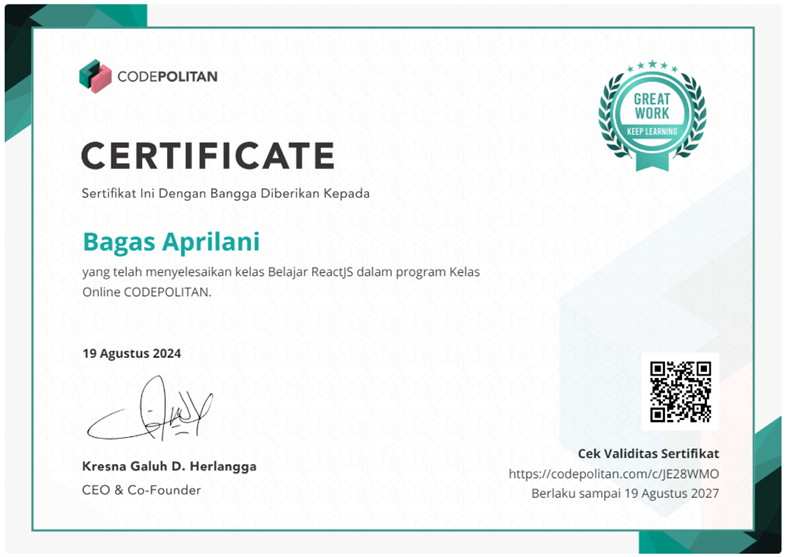 CODEPOLITAN
GREAT
WORK
KEEP LEARNING
CERTIFICATE
Sertifikat Ini Dengan Bangga Diberikan Kepada
Bagas Aprilani
yang telah menyelesaikan kelas Belajar ReactJS dalam program Kelas
Online CODEPOLITAN.
19 Agustus 2024
Kresna Galuh D. Herlangga
CEO & Co-Founder
Cek Validitas Sertifikat
https://codepolitan.com/c/JE28WMO
Berlaku sampai 19 Agustus 2027